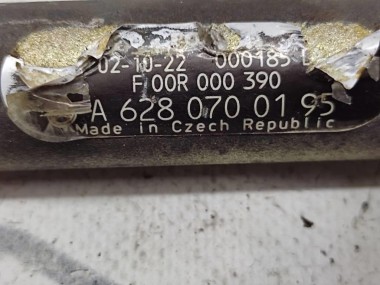 02-10-22 000185
F 00R 000 390
A 628 070 01 95
Made in Czech Republic